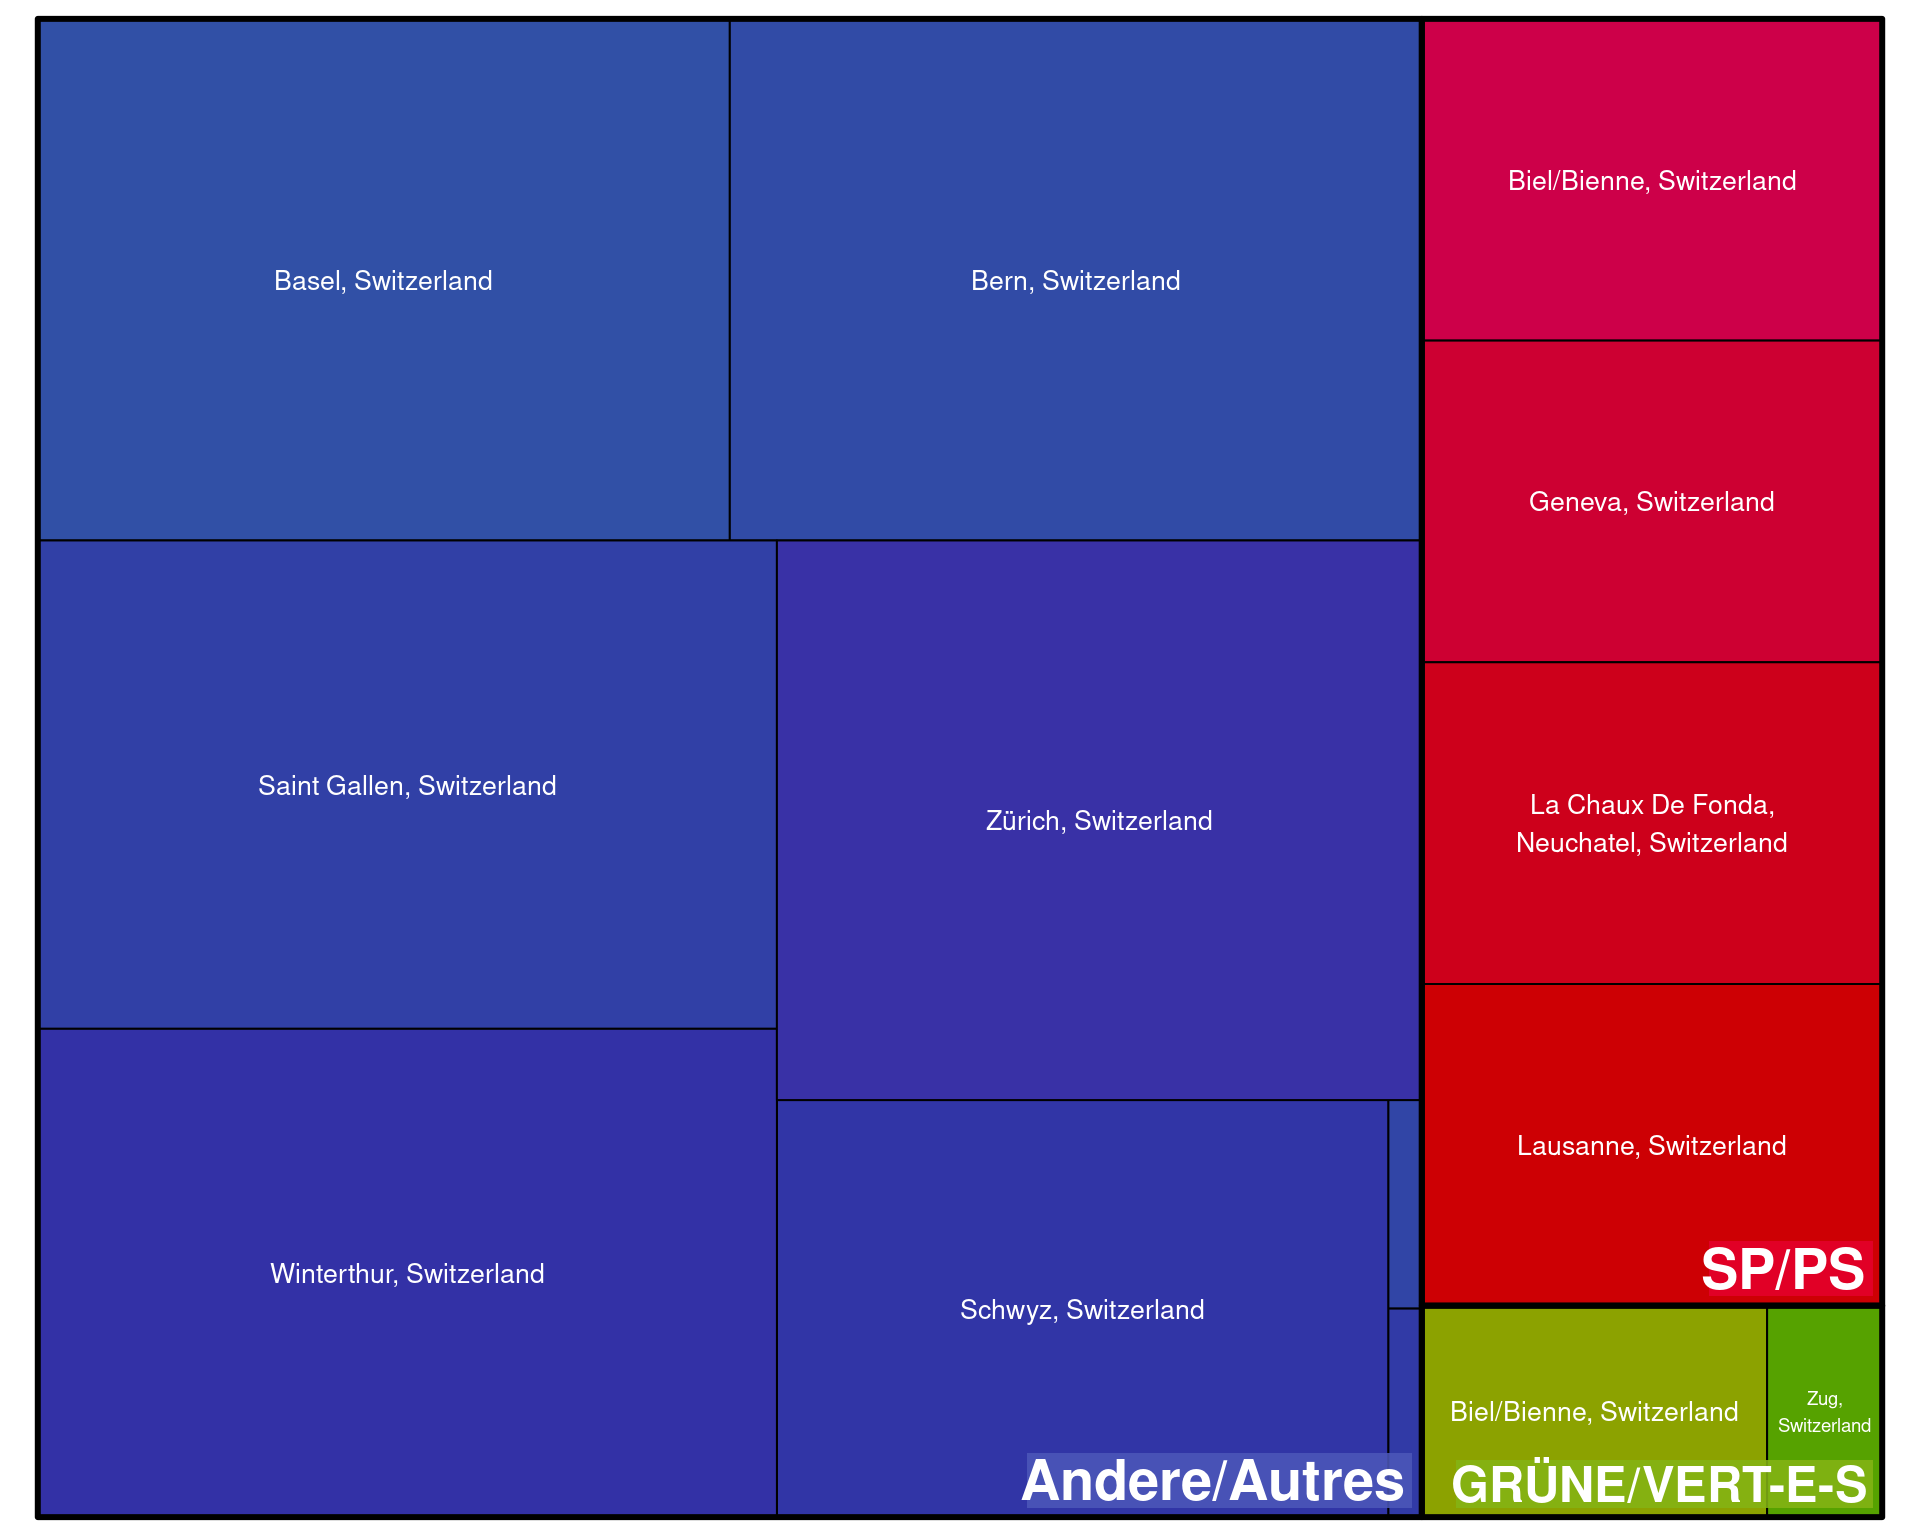 Basel, Switzerland
Bern, Switzerland
Saint Gallen, Switzerland
Zürich, Switzerland
Winterthur, Switzerland
Schwyz, Switzerland
Andere/Autres
Biel/Bienne, Switzerland
Geneva, Switzerland
La Chaux De Fonda,
Neuchatel, Switzerland
Lausanne, Switzerland
SP/PS
Biel/Bienne, Switzerland
Zug,
Switzerland
GRÜNE/VERT-E-S